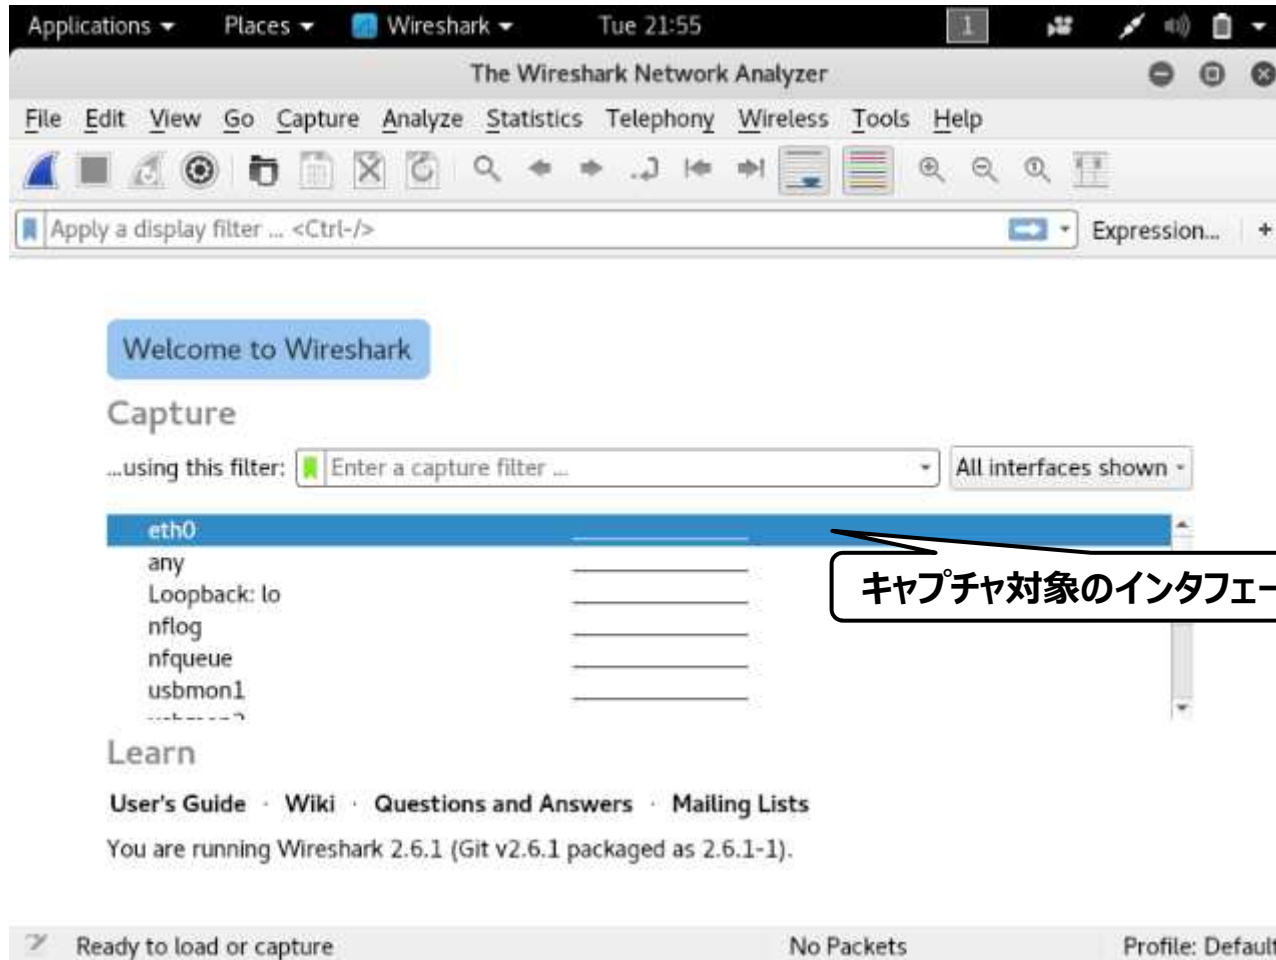 Applications Places Wireshark Tue 21:55 1
The Wireshark Network Analyzer
File Edit View Go Capture Analyze Statistics Telephony Wireless Tools Help
Apply a display filter ... <Ctrl-/> Expression... +
Welcome to Wireshark
Capture
...using this filter: Enter a capture filter ... All interfaces shown
eth0
any
Loopback: lo
nflog
nfqueue
usbmon1
キャプチャ対象のインタフェー
Learn
User's Guide · Wiki · Questions and Answers · Mailing Lists
You are running Wireshark 2.6.1 (Git v2.6.1 packaged as 2.6.1-1).
Ready to load or capture No Packets Profile: Default